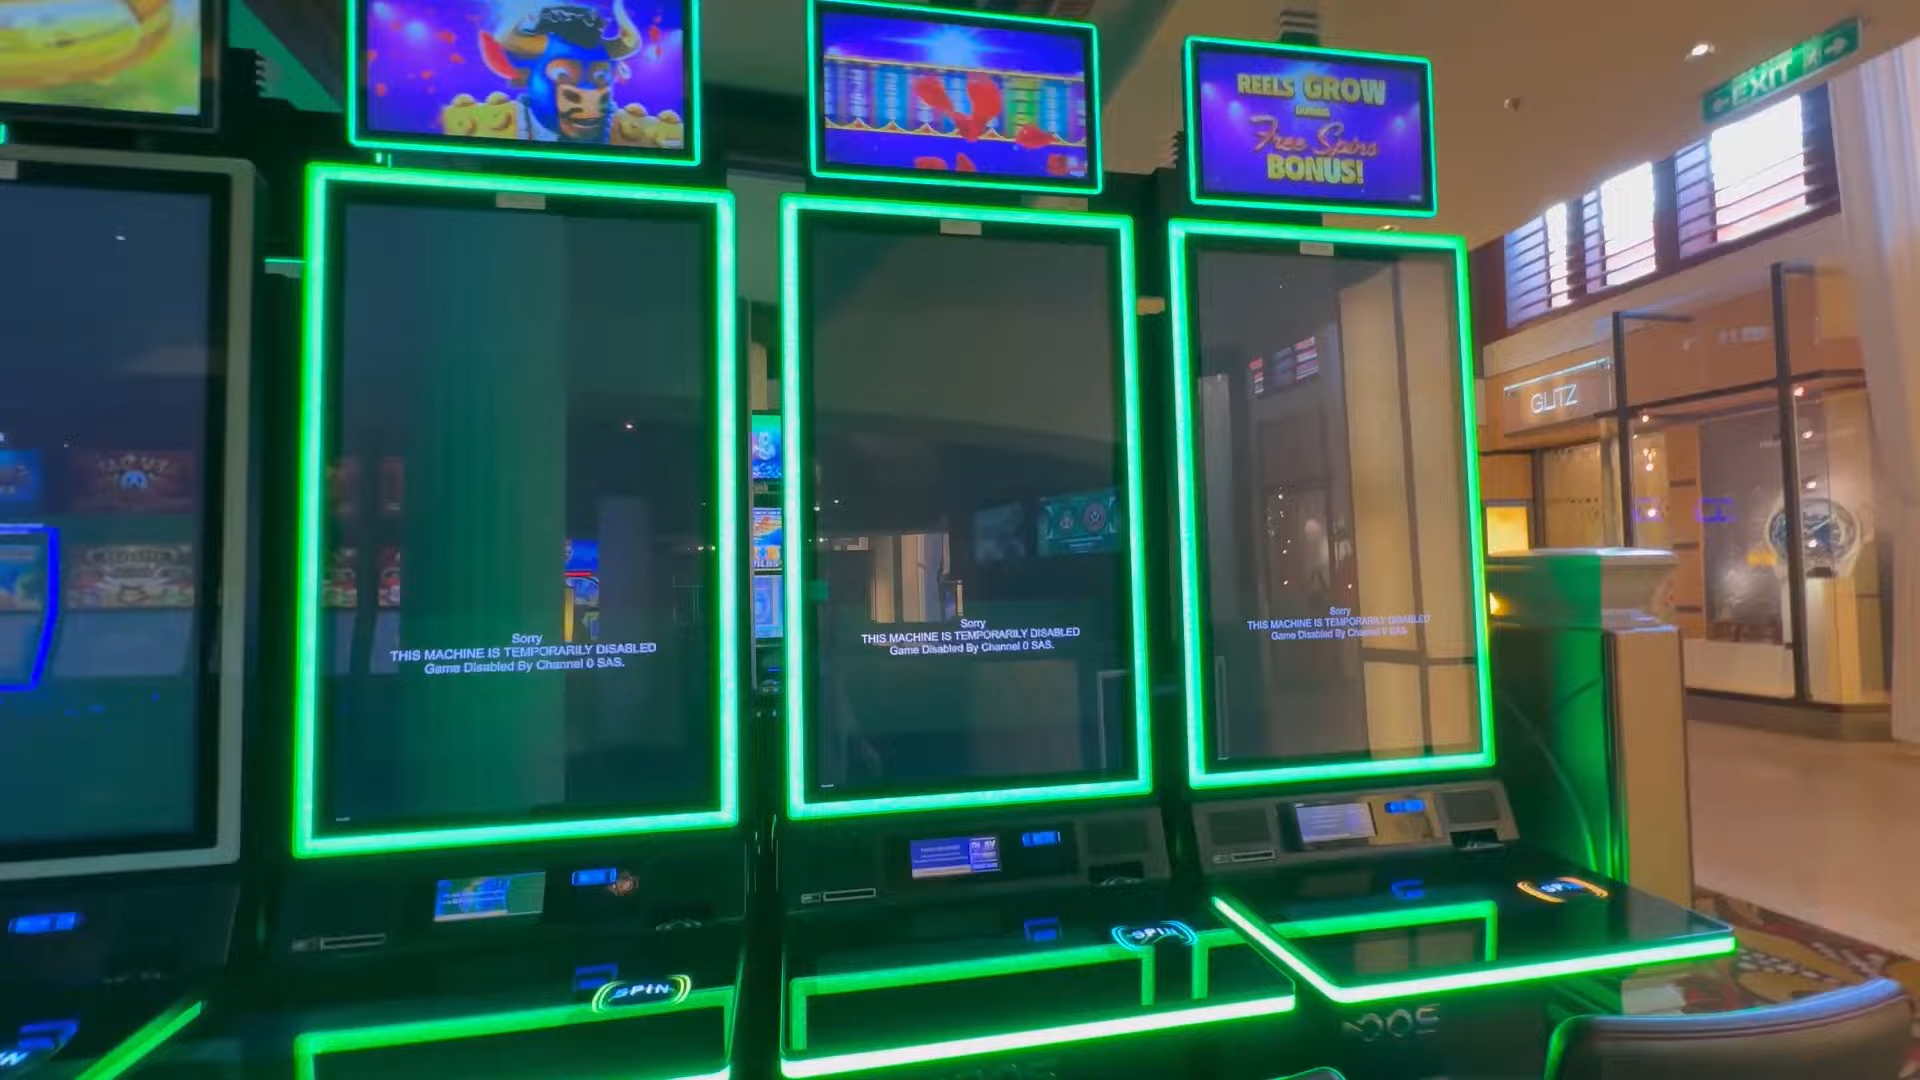 REELS GROW
BONUS
Free Spins
BONUS!
EXIT
GLITZ
Sorry
THIS MACHINE IS TEMPORARILY DISABLED
Game Disabled By Channel 0 SAS.
Sorry
THIS MACHINE IS TEMPORARILY DISABLED
Game Disabled By Channel 0 SAS.
Sorry
THIS MACHINE IS TEMPORARILY DISABLED
Game Disabled By Channel 0 SAS.
PLAY
SPIN
SPIN
SPIN